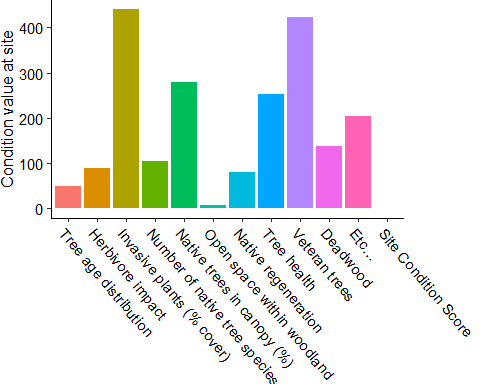 Condition value at site
400
300
200
100
0
Tree age distribution
Herbivore impact
Invasive plants (% cover)
Number of native tree species
Native trees in canopy (%)
Open space within woodland
Native regeneration
Tree health
Veteran trees
Deadwood
Etc...
Site Condition Score